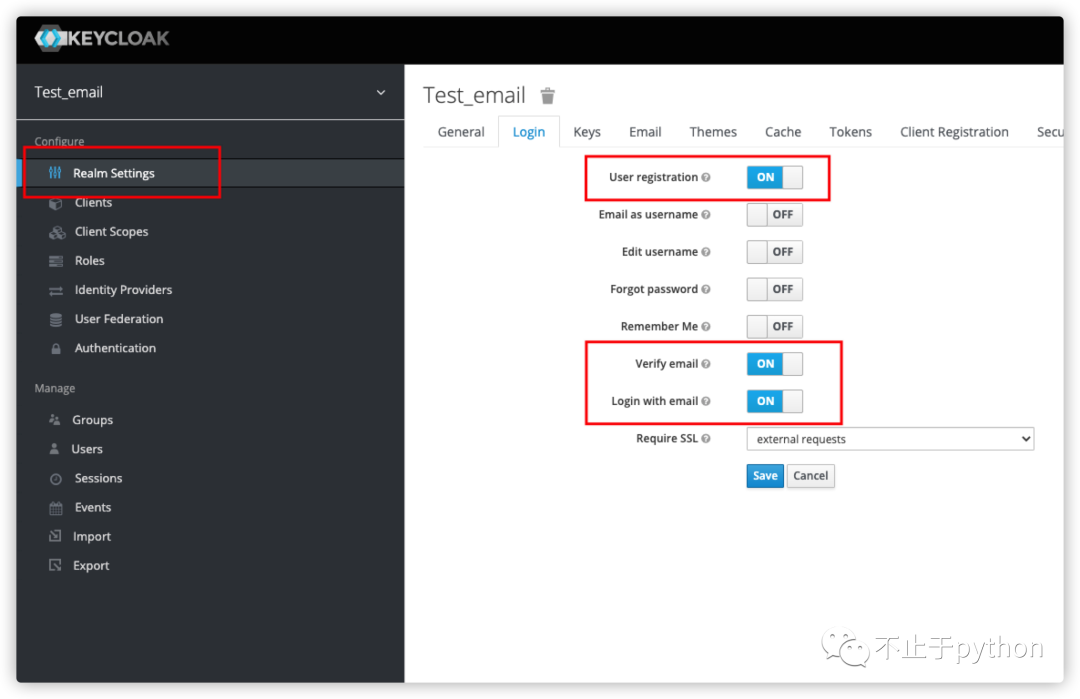 KEYCLOAK
Test_email
Configure
Realm Settings
Clients
Client Scopes
Roles
Identity Providers
User Federation
Authentication
Manage
Groups
Users
Sessions
Events
Import
Export
Test_email
General Login Keys Email Themes Cache Tokens Client Registration Secu
User registration ON
Email as username OFF
Edit username OFF
Forgot password OFF
Remember Me OFF
Verify email ON
Login with email ON
Require SSL external requests
Save Cancel
不止于python